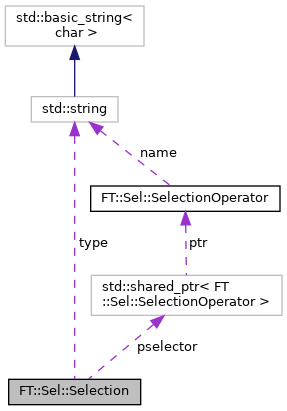 std::basic_string<
char >
std::string
name
FT::Sel::SelectionOperator
type
ptr
std::shared_ptr< FT
::Sel::SelectionOperator >
pselector
FT::Sel::Selection